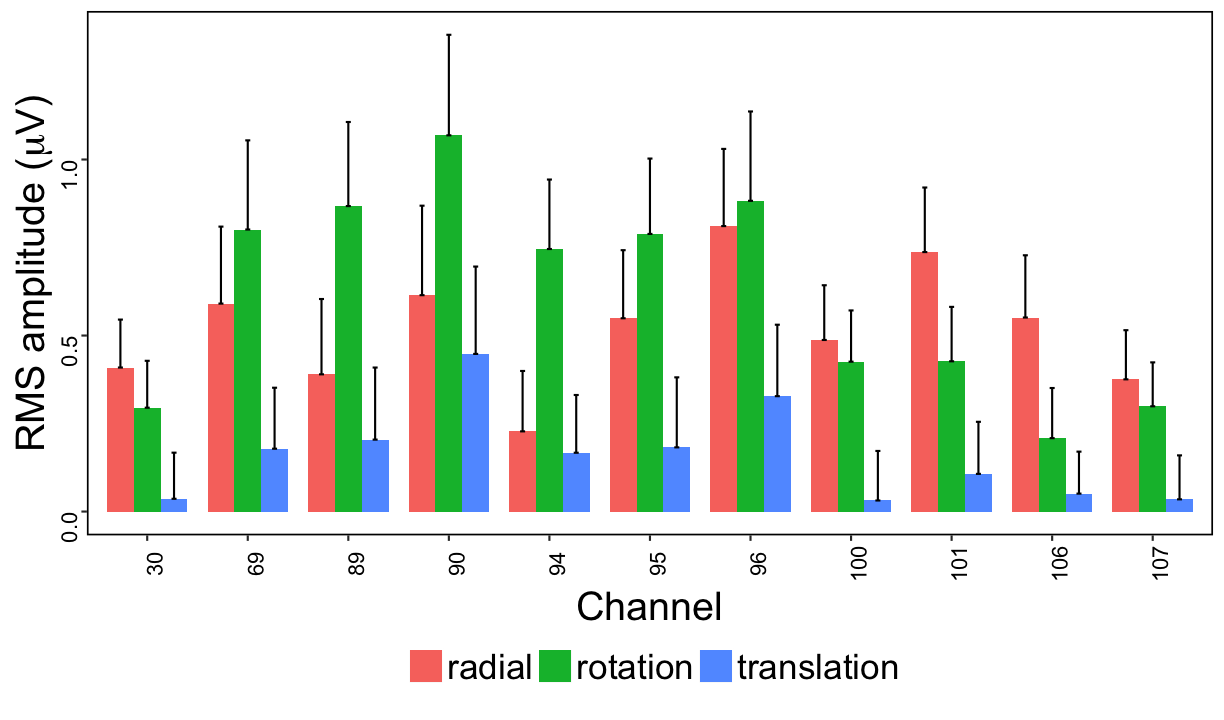 RMS amplitude (μV)
1.0
0.5
0.0
30 69 89 90 94 95 96 100 101 106 107
Channel
radial rotation translation